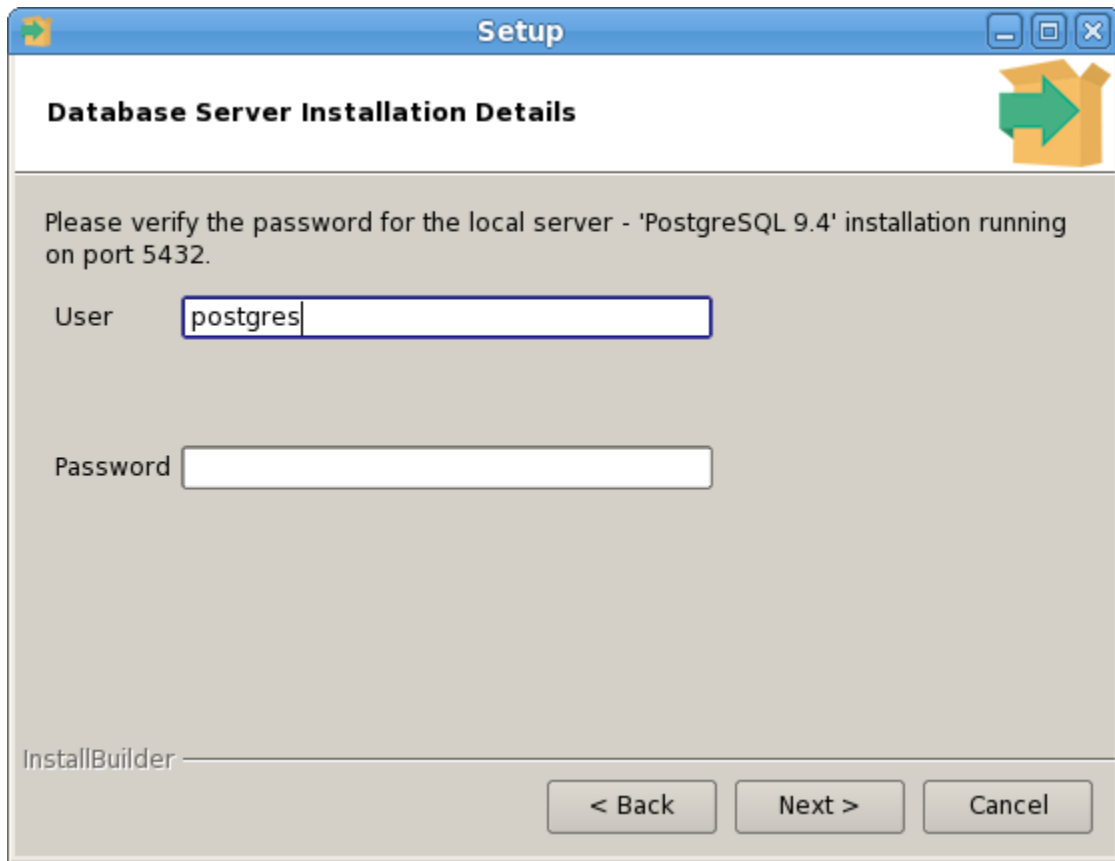 Setup
Database Server Installation Details
Please verify the password for the local server - 'PostgreSQL 9.4' installation running
on port 5432.
User postgres
Password
InstallBuilder
< Back Next > Cancel